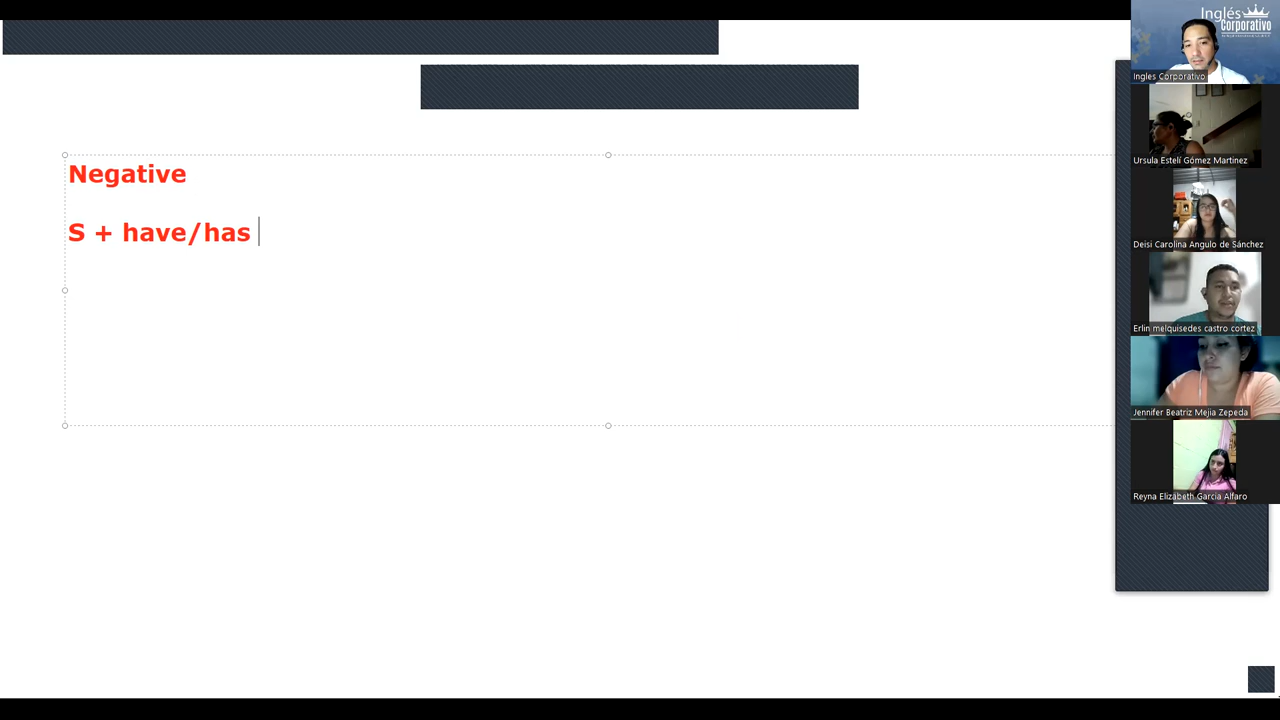 Negative
S + have/has
Inglés
Corporativo
Ingles Corporativo
Ursula Estelí Gómez Martinez
Deisi Carolina Angulo de Sánchez
Erlin melquisedes castro cortez
Jennifer Beatriz Mejia Zepeda
Reyna Elizabeth Garcia Alfaro